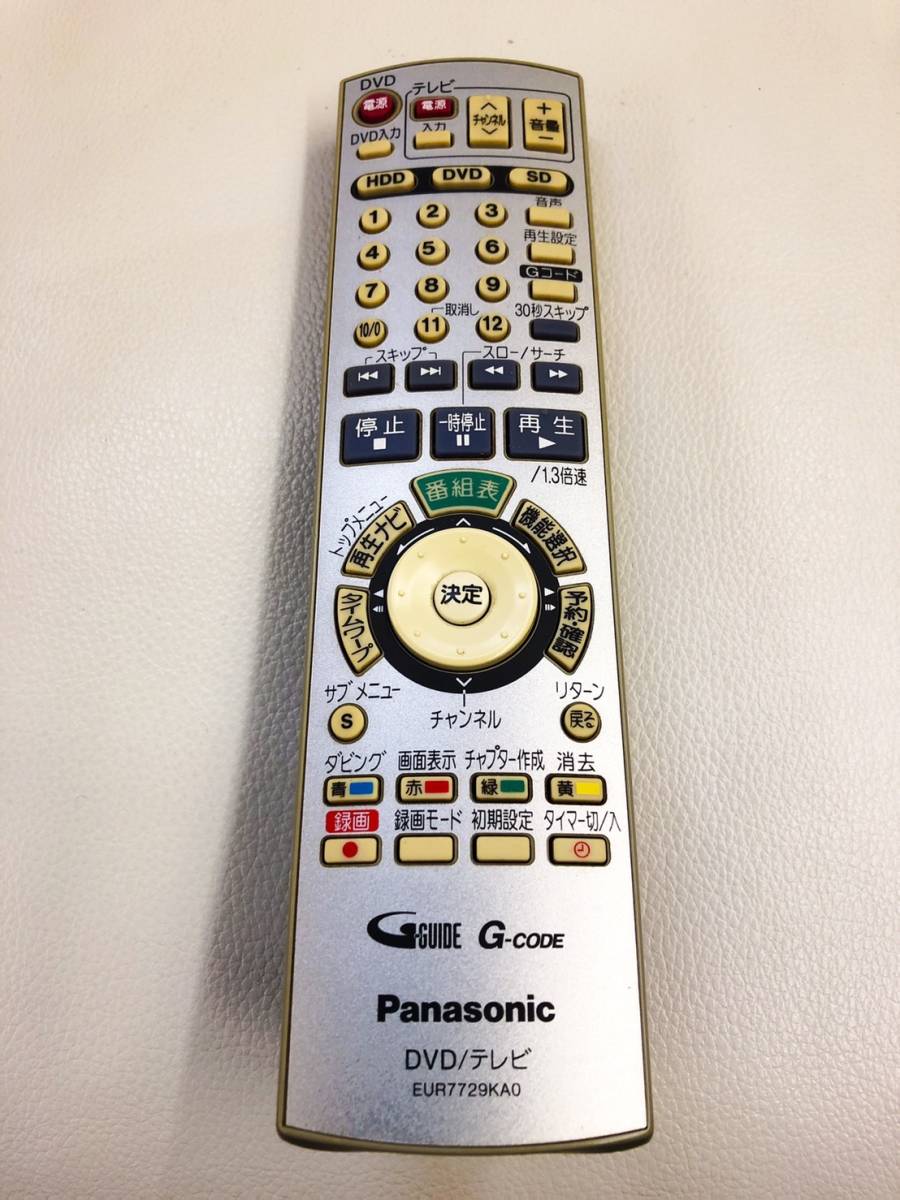 DVD
テレビ
電源
電源
チャンネル
+
音量
−
DVD入力
入力
HDD
DVD
SD
1
2
3
音声
4
5
6
再生設定
7
8
9
Gコード
取消し
30秒スキップ
10/0
11
12
スキップ
スロー/サーチ
停止
一時停止
再生
/1.3倍速
番組表
トップメニュー
再生ナビ
機能選択
タイムワープ
決定
予約・確認
サブメニュー
リターン
S
チャンネル
戻る
ダビング
画面表示
チャプター作成
消去
青
赤
緑
黄
録画
録画モード
初期設定
タイマー切/入
G-GUIDE
G-CODE
Panasonic
DVD/テレビ
EUR7729KA0